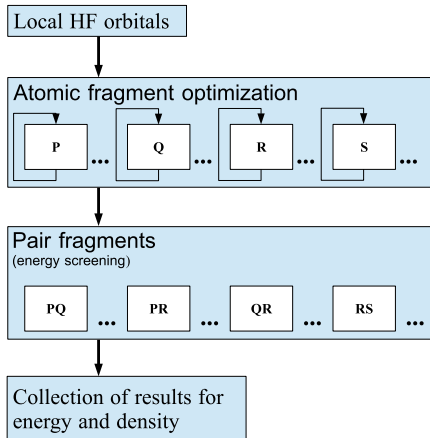 Local HF orbitals
Atomic fragment optimization
P ... Q ... R ... S ...
Pair fragments
(energy screening)
PQ ... PR ... QR ... RS ...
Collection of results for
energy and density